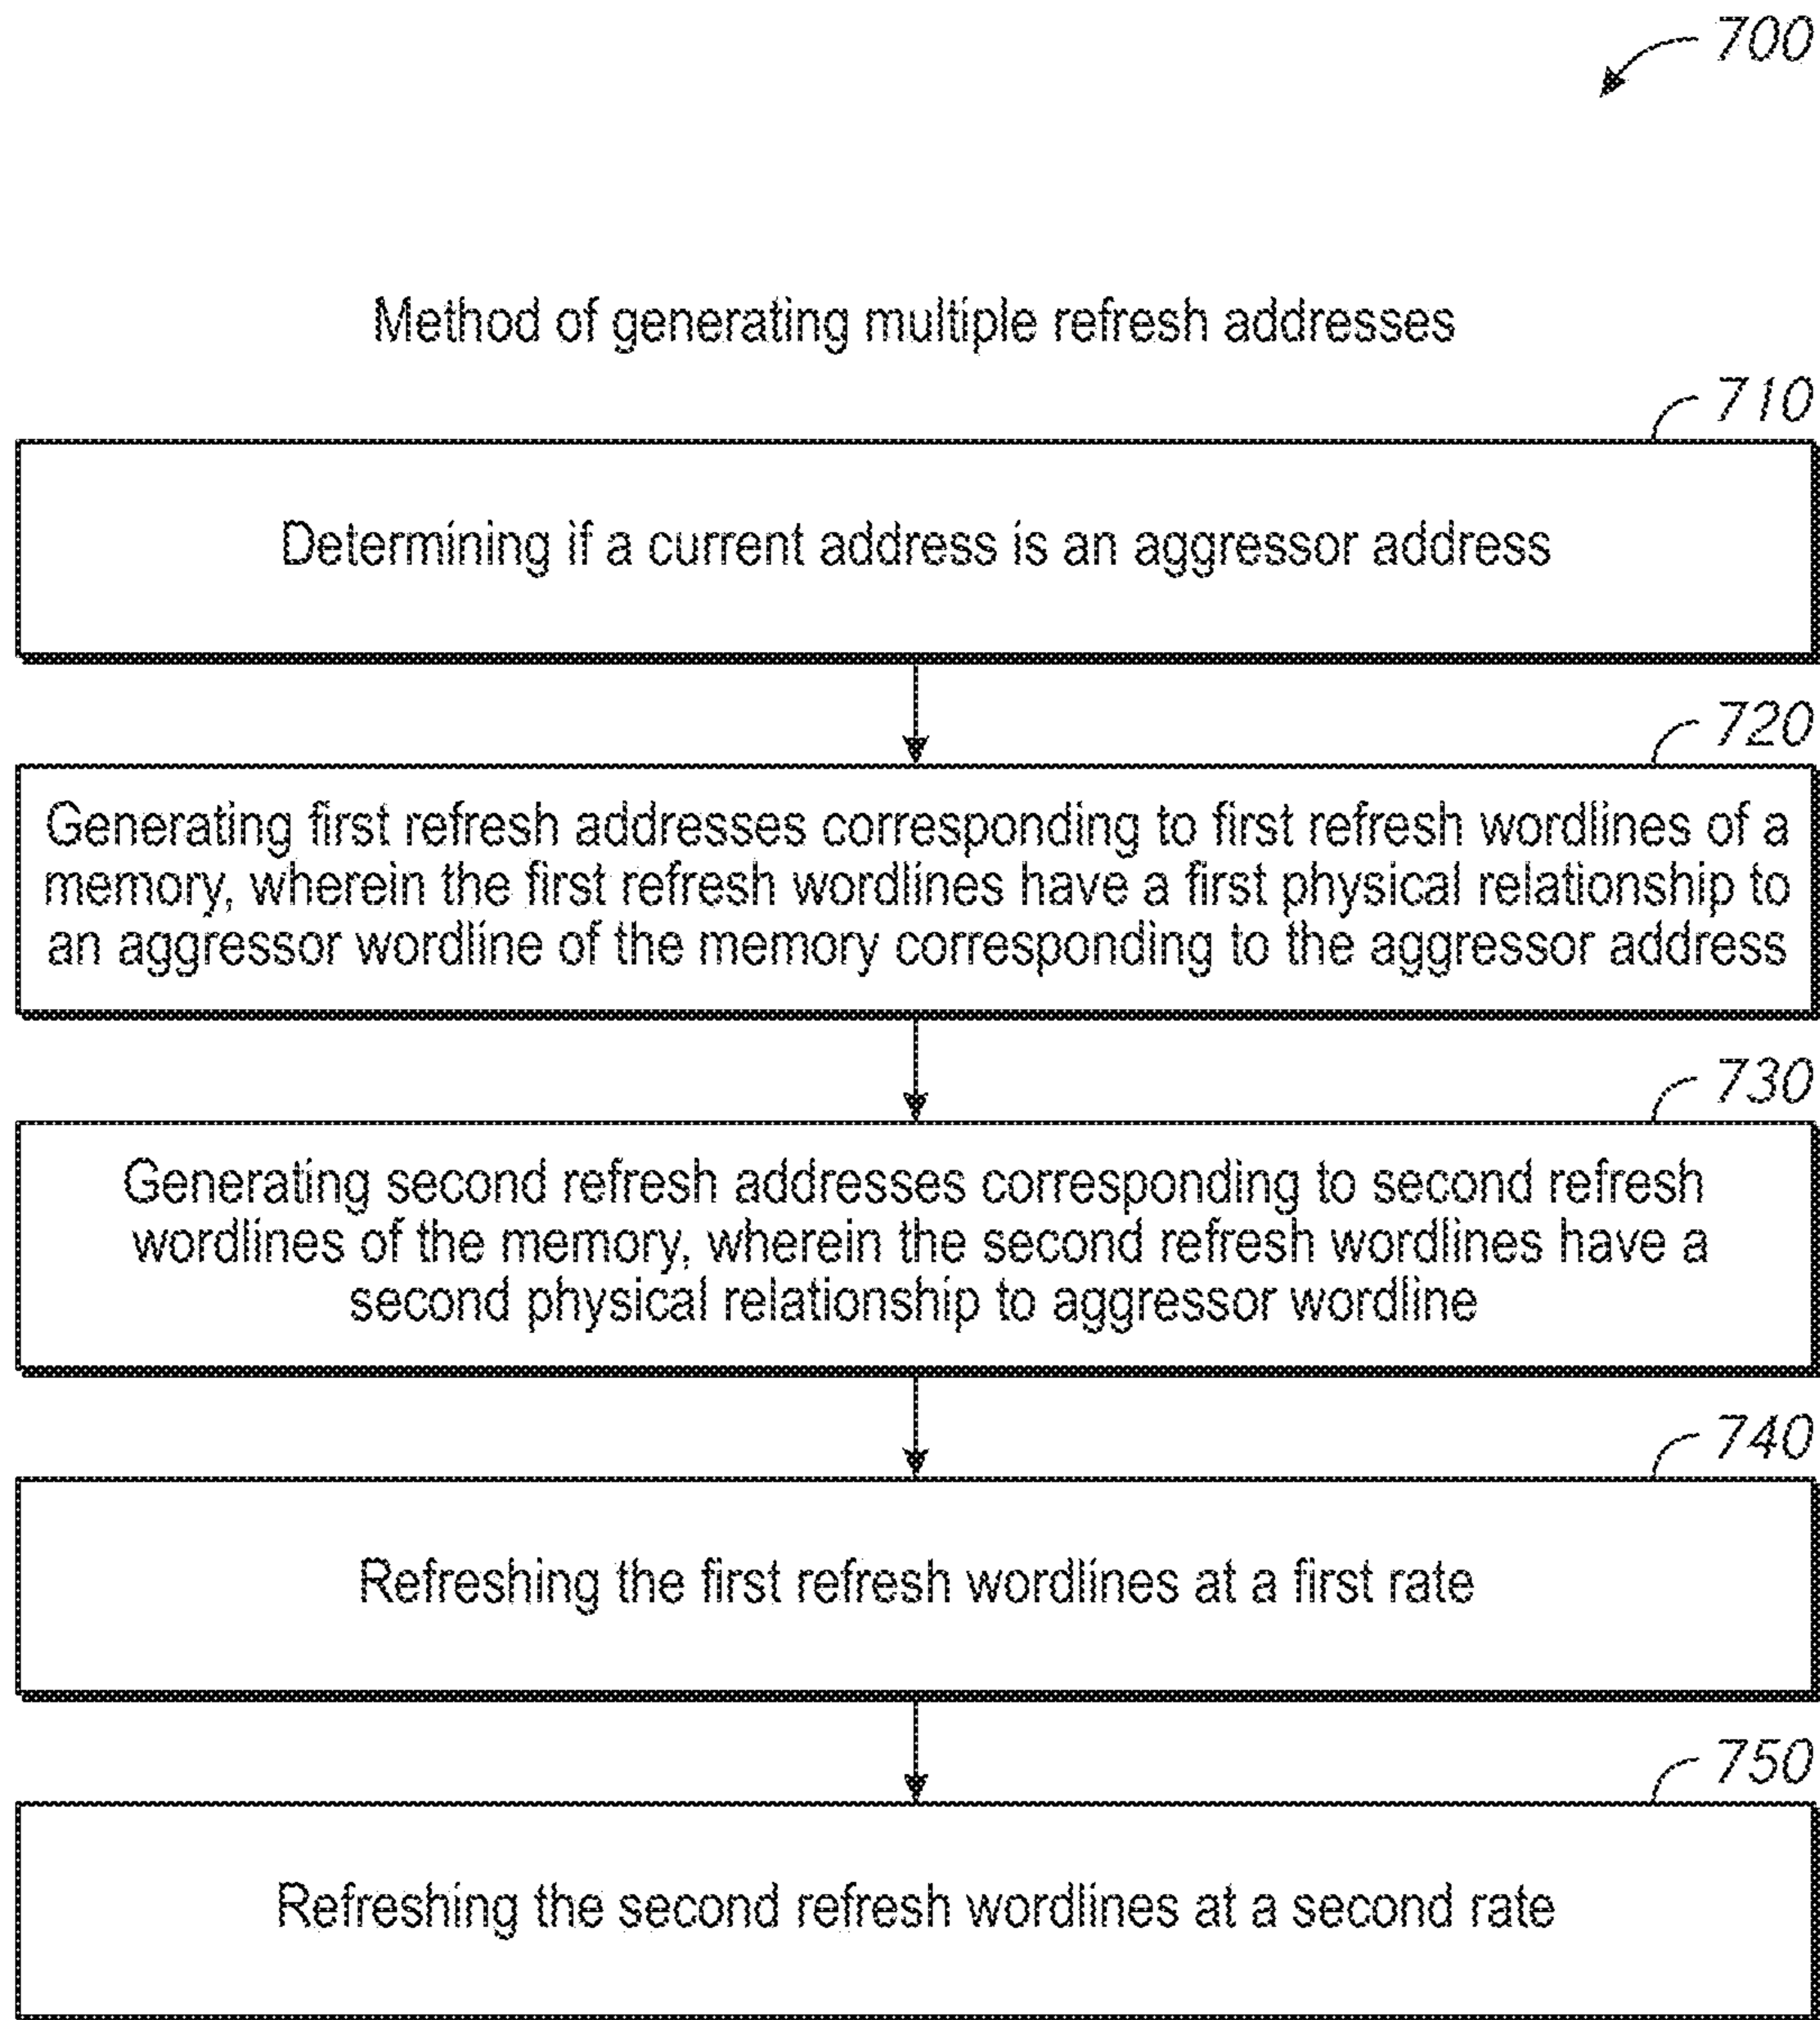 700
Method of generating multiple refresh addresses
710
Determining if a current address is an aggressor address
720
Generating first refresh addresses corresponding to first refresh wordlines of a
memory, wherein the first refresh wordlines have a first physical relationship to
an aggressor wordline of the memory corresponding to the aggressor address
730
Generating second refresh addresses corresponding to second refresh
wordlines of the memory, wherein the second refresh wordlines have a
second physical relationship to aggressor wordline
740
Refreshing the first refresh wordlines at a first rate
750
Refreshing the second refresh wordlines at a second rate